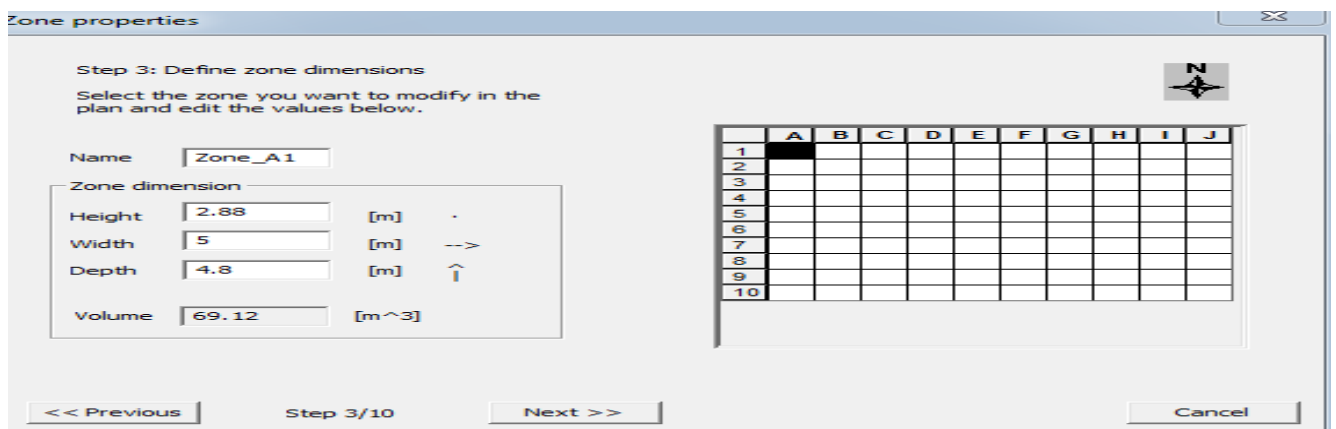 Zone properties
Step 3: Define zone dimensions
Select the zone you want to modify in the
plan and edit the values below.
N
Name Zone_A1
Zone dimension
Height 2.88 [m] .
Width 5 [m] -->
Depth 4.8 [m] ^
|
Volume 69.12 [m^3]
A B C D E F G H I J
1
2
3
4
5
6
7
8
9
10
<< Previous Step 3/10 Next >> Cancel